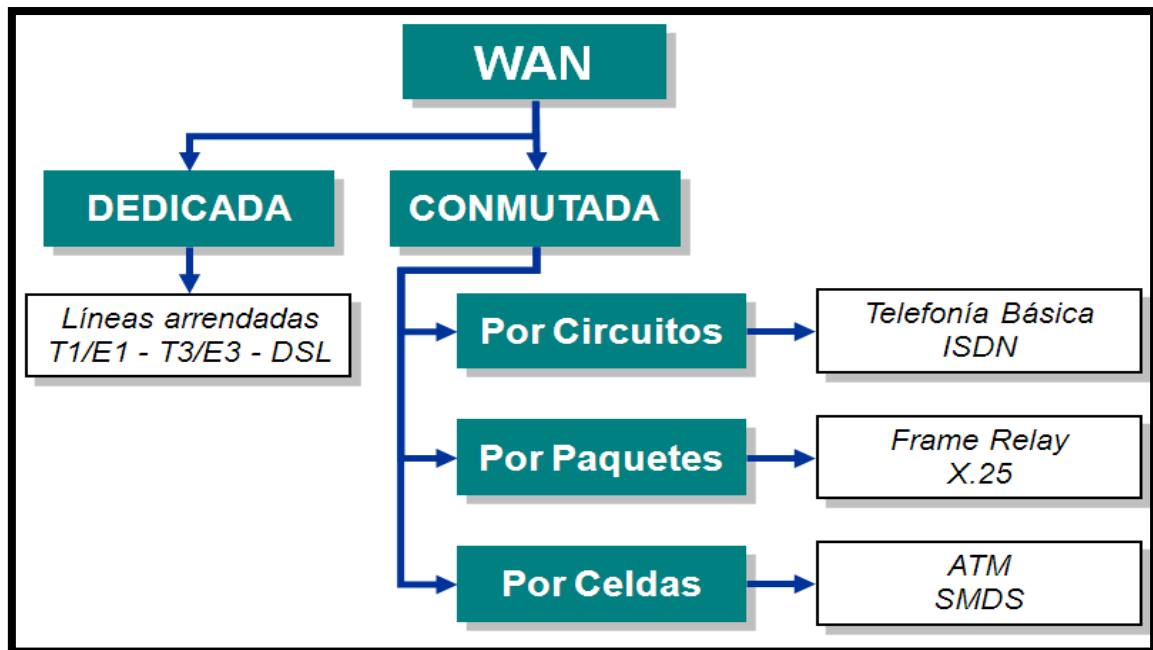 WAN
DEDICADA
CONMUTADA
Líneas arrendadas
T1/E1 - T3/E3 - DSL
Por Circuitos
Telefonía Básica
ISDN
Por Paquetes
Frame Relay
X.25
Por Celdas
ATM
SMDS